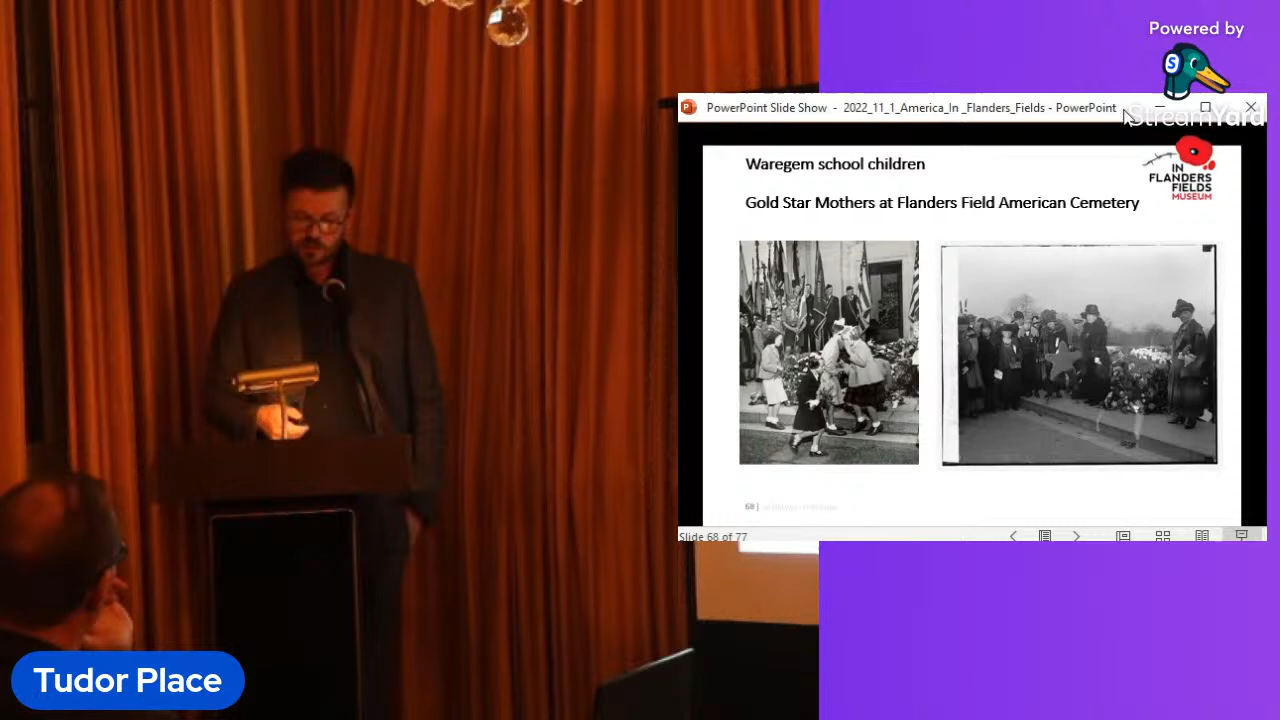 Powered by
S
StreamYard
PowerPoint Slide Show - 2022_11_1_America_In _Flanders_Fields - PowerPoint
Waregem school children
IN
FLANDERS
FIELDS
MUSEUM
Gold Star Mothers at Flanders Field American Cemetery
68 |
Slide 68 of 77
Tudor Place